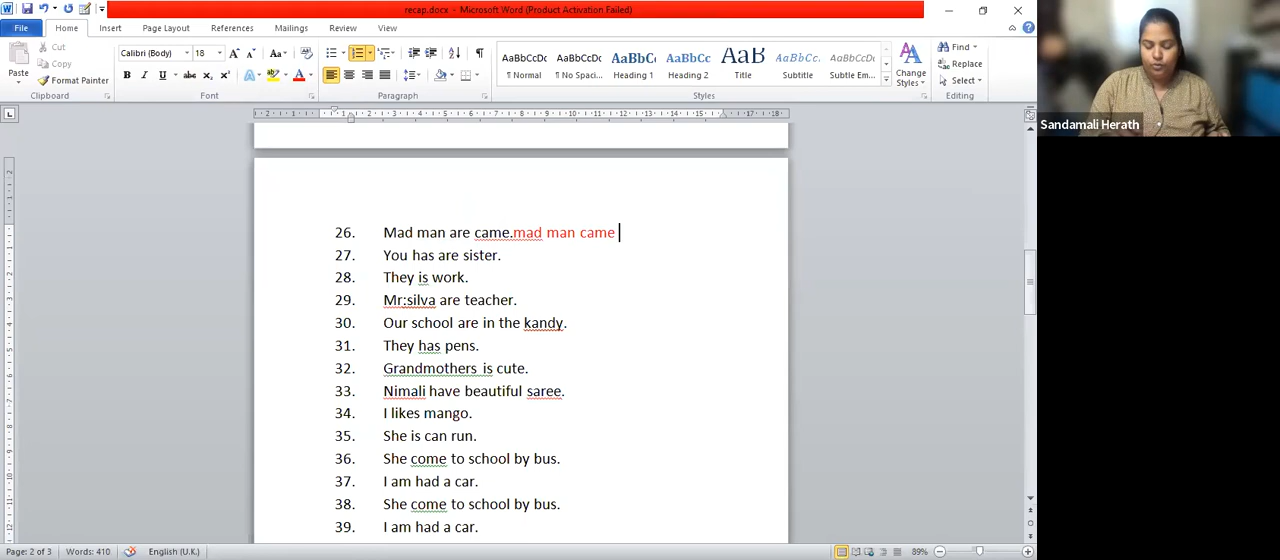 recap.docx - Microsoft Word (Product Activation Failed)
File Home Insert Page Layout References Mailings Review View
Paste Cut Copy Format Painter
Calibri (Body) 18
AaBbCcDc AaBbCcDc AaBbC AaBbCc AaB AaBbCc. AaBbCcDc
¶ Normal ¶ No Spaci... Heading 1 Heading 2 Title Subtitle Subtle Em...
Change Styles
Find Replace Select
Clipboard Font Paragraph Styles Editing
Sandamali Herath
26. Mad man are came.mad man came
27. You has are sister.
28. They is work.
29. Mr:silva are teacher.
30. Our school are in the kandy.
31. They has pens.
32. Grandmothers is cute.
33. Nimali have beautiful saree.
34. I likes mango.
35. She is can run.
36. She come to school by bus.
37. I am had a car.
38. She come to school by bus.
39. I am had a car.
Page: 2 of 3 Words: 410 English (U.K.) 89%